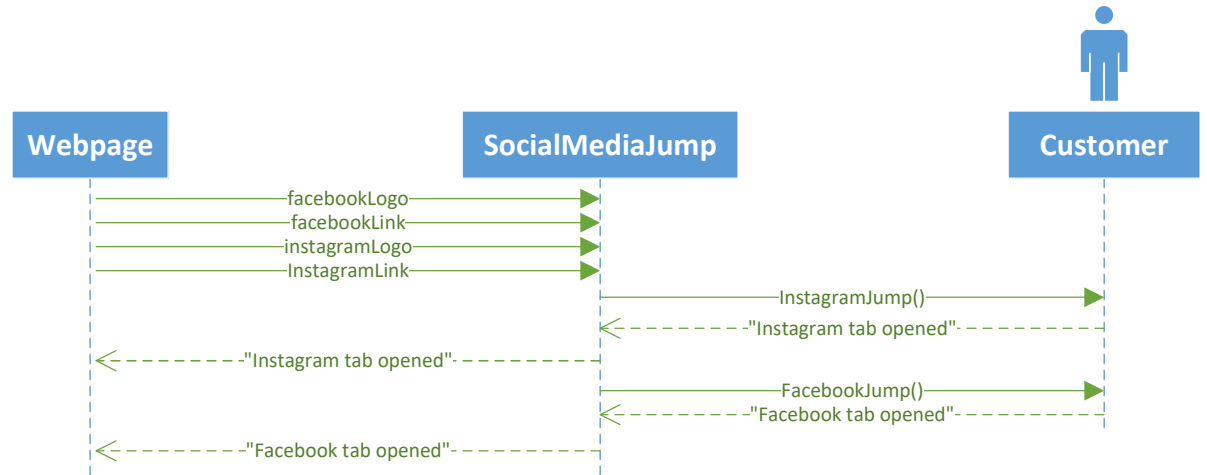 Webpage
SocialMediaJump
Customer
facebookLogo
facebookLink
instagramLogo
InstagramLink
InstagramJump()
"Instagram tab opened"
"Instagram tab opened"
FacebookJump()
"Facebook tab opened"
"Facebook tab opened"